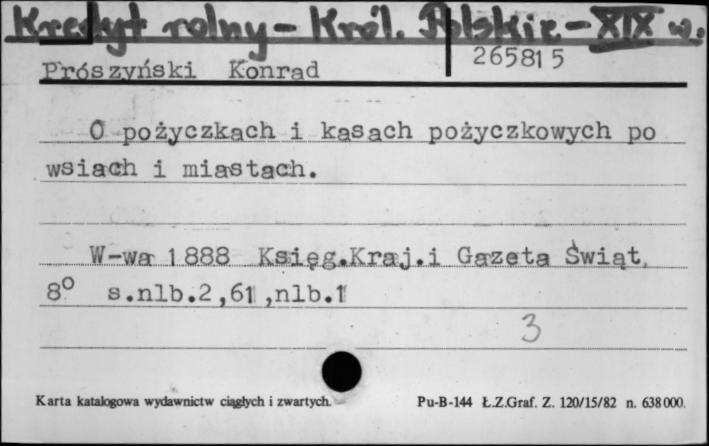 Kredyt rolny - Król. Polskie - XIX w.
265815
Prószyński Konrad
O pożyczkach i kasach pożyczkowych po
wsiach i miastach.
W-wa 1888 Księg.Kraj.i Gazeta Świąt.
8° s.nlb.2,61,nlb.1
3
Karta katalogowa wydawnictw ciągłych i zwartych.
Pu-B-144 Ł.Z.Graf. Z. 120/15/82 n. 638000.